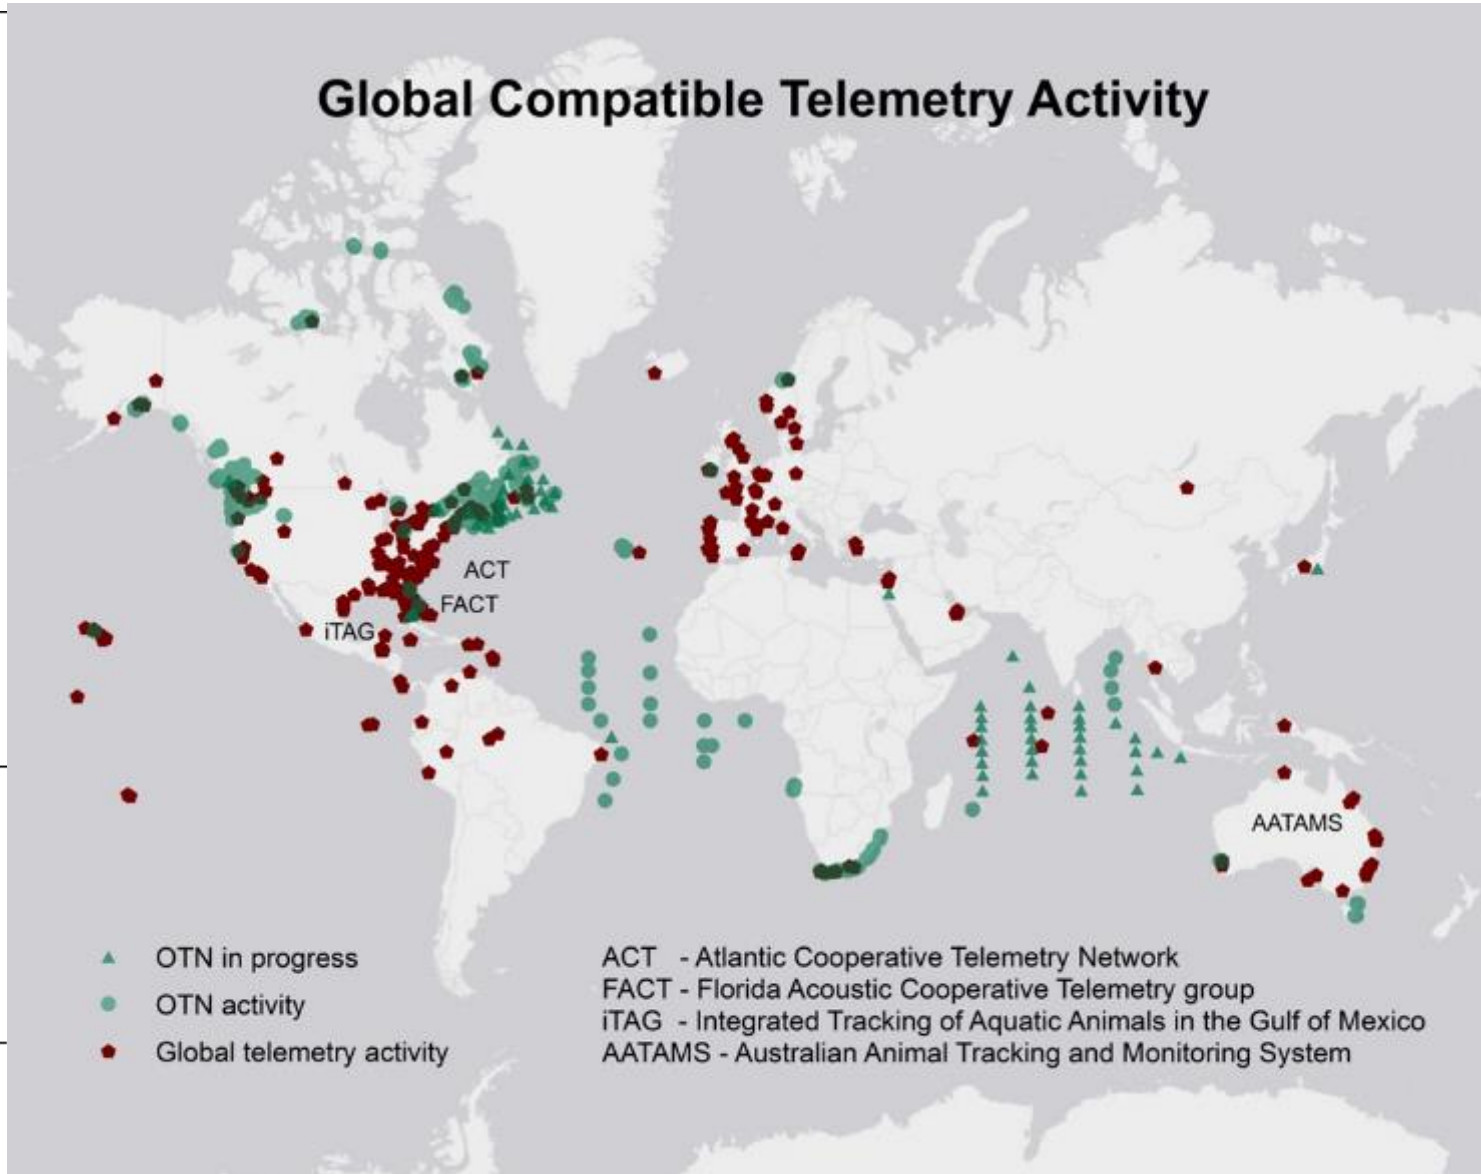 Global Compatible Telemetry Activity
ACT
FACT
iTAG
AATAMS
OTN in progress
OTN activity
Global telemetry activity
ACT - Atlantic Cooperative Telemetry Network
FACT - Florida Acoustic Cooperative Telemetry group
iTAG - Integrated Tracking of Aquatic Animals in the Gulf of Mexico
AATAMS - Australian Animal Tracking and Monitoring System